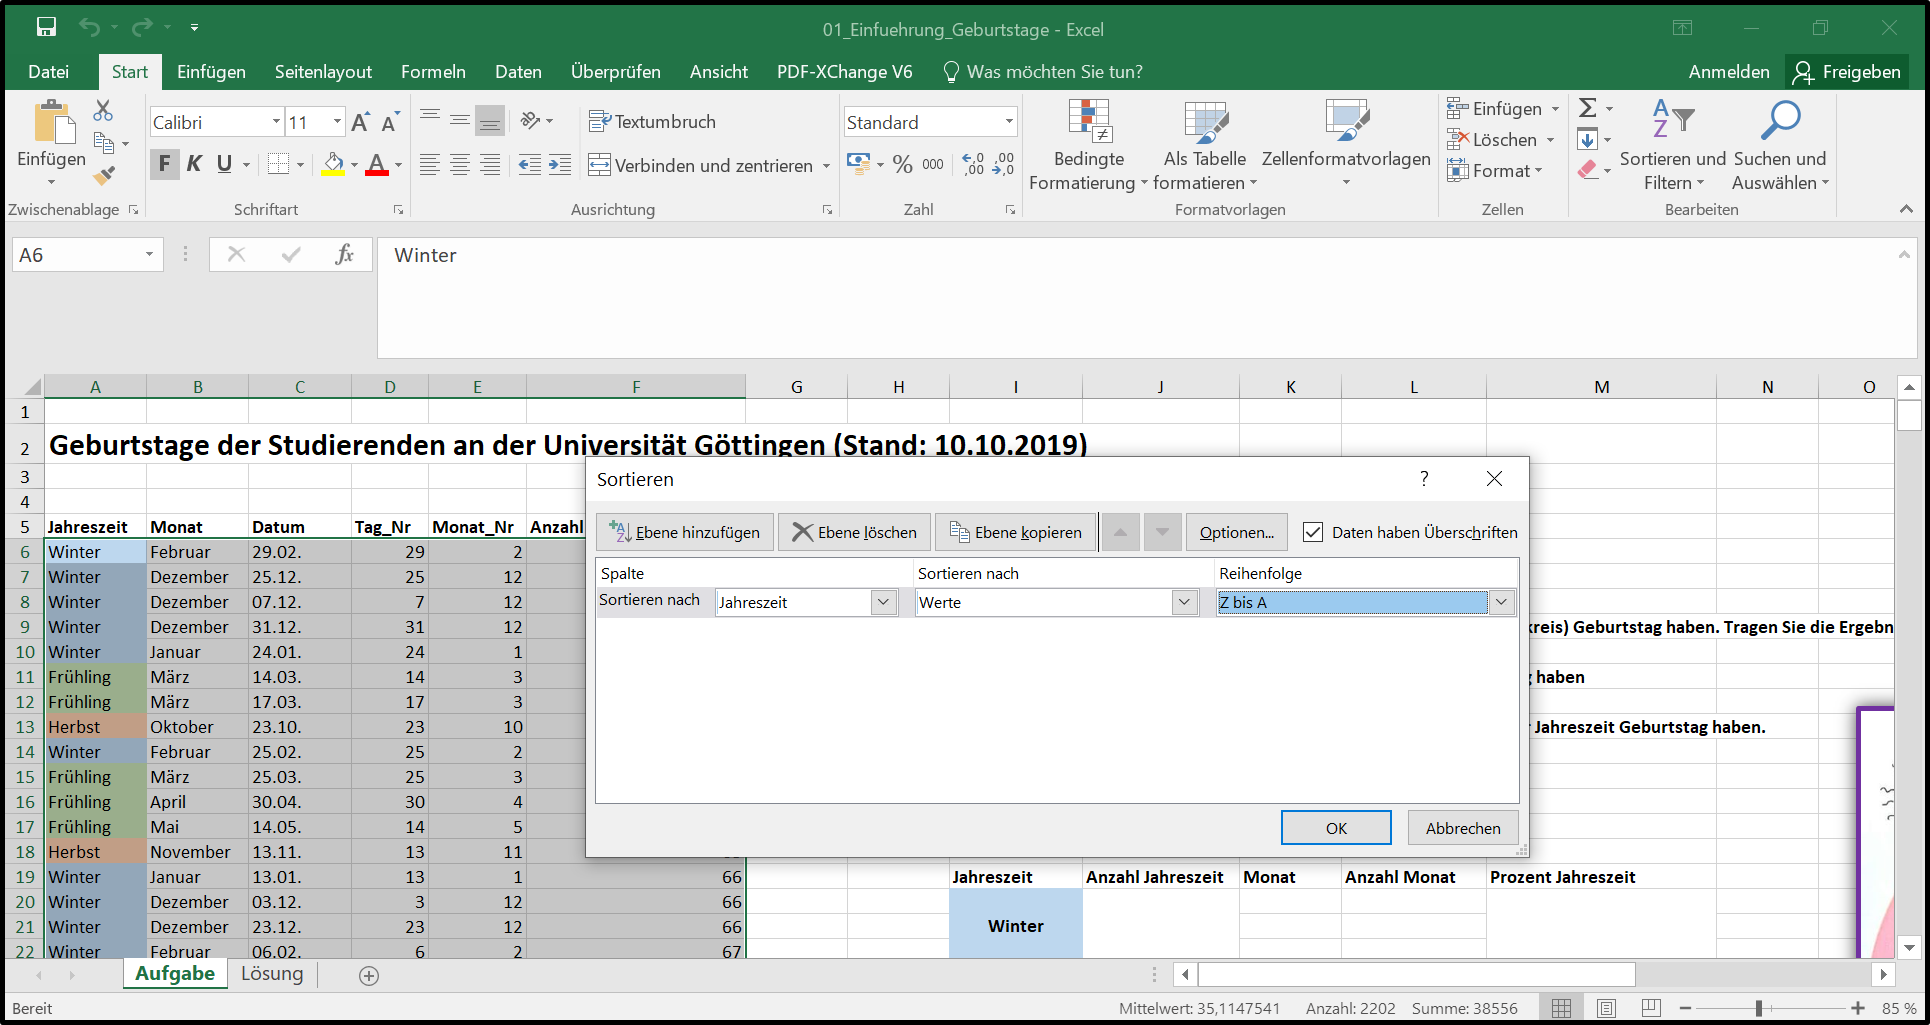 01_Einfuehrung_Geburtstage - Excel
Datei Start Einfügen Seitenlayout Formeln Daten Überprüfen Ansicht PDF-XChange V6 Was möchten Sie tun? Anmelden Freigeben
Einfügen
Calibri 11
F K U
Textumbruch
Verbinden und zentrieren
Standard
% 000
Bedingte Formatierung
Als Tabelle formatieren
Zellenformatvorlagen
Einfügen
Löschen
Format
Sortieren und Filtern
Suchen und Auswählen
Zwischenablage Schriftart Ausrichtung Zahl Formatvorlagen Zellen Bearbeiten
A6 fx Winter
A B C D E F G H I J K L M N O
1
2 Geburtstage der Studierenden an der Universität Göttingen (Stand: 10.10.2019)
3
4
5 Jahreszeit Monat Datum Tag_Nr Monat_Nr Anzahl
6 Winter Februar 29.02. 29 2
7 Winter Dezember 25.12. 25 12
8 Winter Dezember 07.12. 7 12
9 Winter Dezember 31.12. 31 12
10 Winter Januar 24.01. 24 1
11 Frühling März 14.03. 14 3
12 Frühling März 17.03. 17 3
13 Herbst Oktober 23.10. 23 10
14 Winter Februar 25.02. 25 2
15 Frühling März 25.03. 25 3
16 Frühling April 30.04. 30 4
17 Frühling Mai 14.05. 14 5
18 Herbst November 13.11. 13 11
19 Winter Januar 13.01. 13 1 66
20 Winter Dezember 03.12. 3 12 66
21 Winter Dezember 23.12. 23 12 66
22 Winter Februar 06.02. 6 2 67
Sortieren ?
Ebene hinzufügen Ebene löschen Ebene kopieren Optionen... Daten haben Überschriften
Spalte Sortieren nach Reihenfolge
Sortieren nach Jahreszeit Werte Z bis A
OK Abbrechen
kreis) Geburtstag haben. Tragen Sie die Ergebn
haben
Jahreszeit Geburtstag haben.
Jahreszeit Anzahl Jahreszeit Monat Anzahl Monat Prozent Jahreszeit
Winter
Aufgabe Lösung
Bereit Mittelwert: 35,1147541 Anzahl: 2202 Summe: 38556 85 %